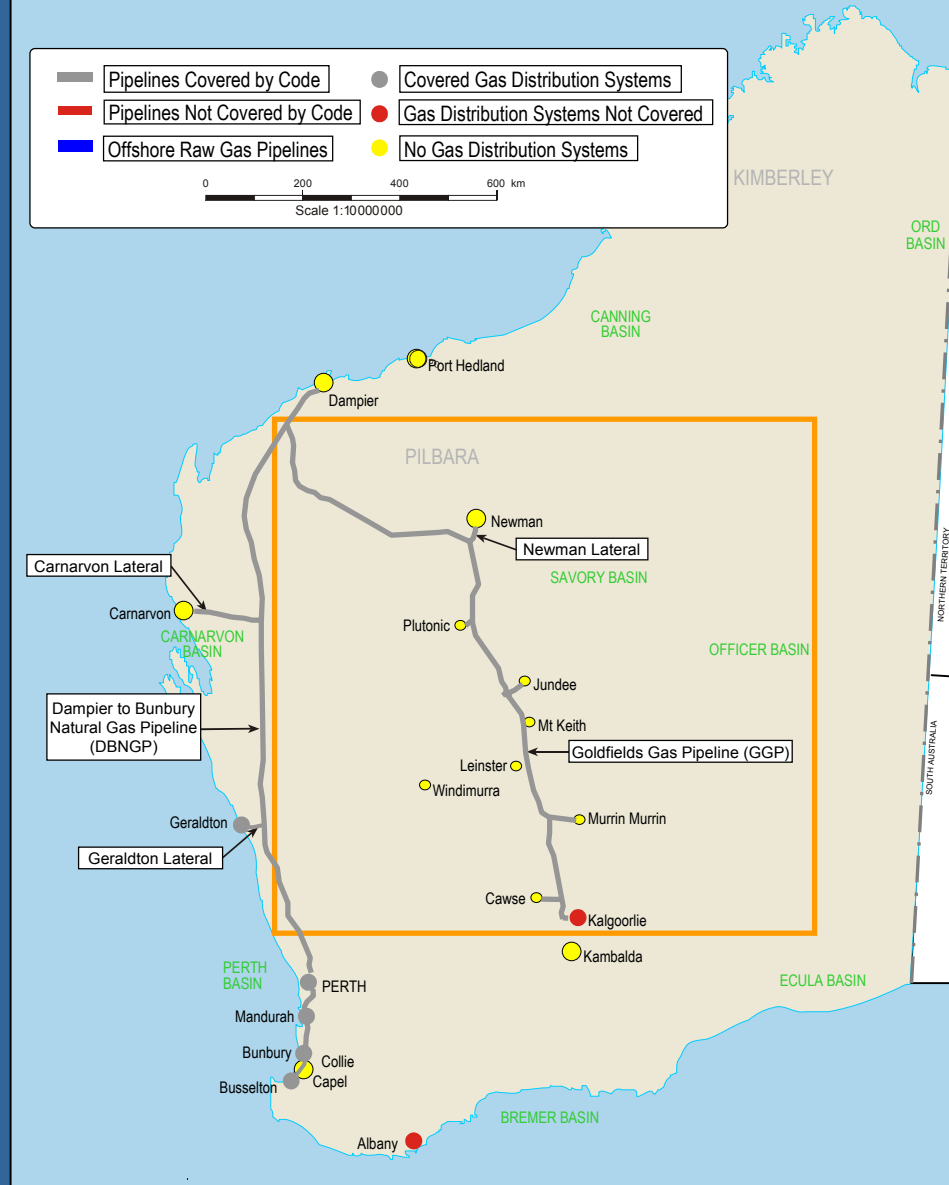 Pipelines Covered by Code
Covered Gas Distribution Systems
Pipelines Not Covered by Code
Gas Distribution Systems Not Covered
Offshore Raw Gas Pipelines
No Gas Distribution Systems
0 200 400 600 km
Scale 1:10000000
KIMBERLEY
ORD
BASIN
CANNING
BASIN
Port Hedland
Dampier
PILBARA
Newman
Newman Lateral
Carnarvon Lateral
SAVORY BASIN
NORTHERN TERRITORY
Carnarvon
Plutonic
CARNARVON
BASIN
OFFICER BASIN
Jundee
Dampier to Bunbury
Natural Gas Pipeline
(DBNGP)
Mt Keith
Goldfields Gas Pipeline (GGP)
SOUTH AUSTRALIA
Leinster
Windimurra
Geraldton
Murrin Murrin
Geraldton Lateral
Cawse
Kalgoorlie
Kambalda
PERTH
BASIN
PERTH
ECULA BASIN
Mandurah
Bunbury
Collie
Capel
Busselton
BREMER BASIN
Albany